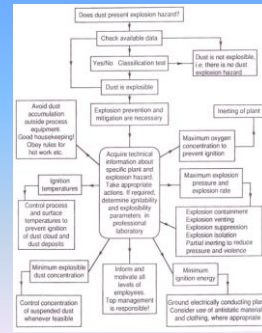 Does dust present explosion hazard?
Check available data
Yes/No Classification test
Dust is not explosible,
i.e. there is no dust
explosion hazard
Dust is explosible
Avoid dust
accumulation
outside process
equipment.
Good housekeeping!
Obey rules for
hot work etc.
Explosion prevention and
mitigation are necessary
Inerting of plant
Maximum oxygen
concentration to
prevent ignition
Acquire technical
information about
specific plant and
explosion hazard.
Take appropriate
actions. If required,
determine ignitability
and explosibility
parameters in
professional
laboratory
Ignition
temperatures
Maximum explosion
pressure and
explosion rate
Control process
and surface
temperatures to
prevent ignition
of dust cloud and
dust deposits
Explosion containment
Explosion venting
Explosion suppression
Explosion isolation
Partial inerting to reduce
pressure and violence
Minimum explosible
dust concentration
Inform and
motivate all
levels of
employees.
Top management
is responsible!
Minimum
ignition energy
Control concentration
of suspended dust
whenever feasible
Ground electrically conducting plant
Consider use of antistatic material
and clothing, where appropriate